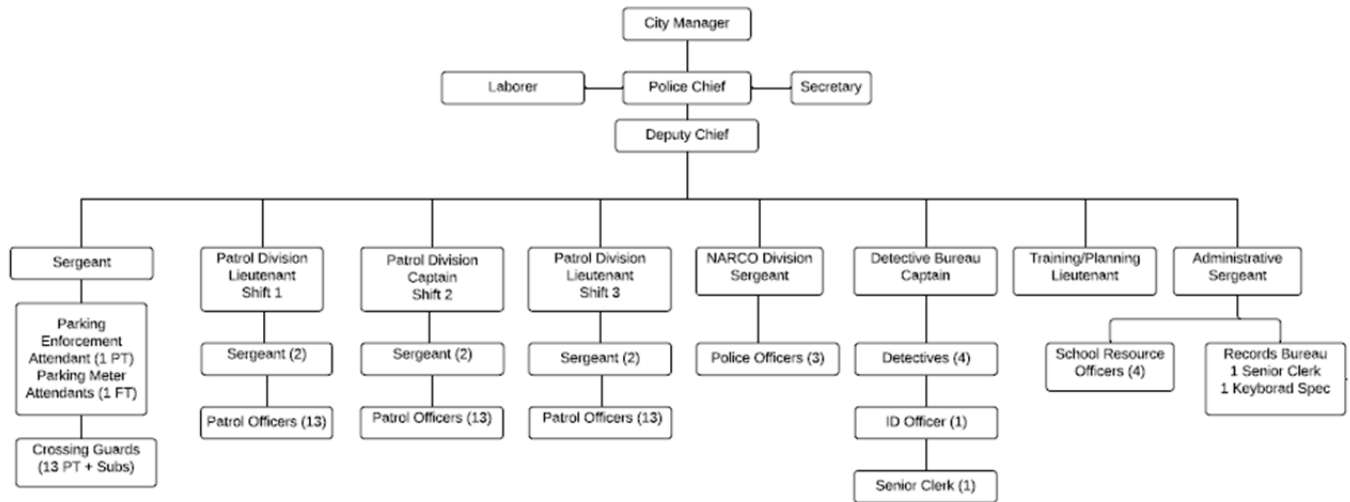 City Manager
Laborer
Police Chief
Secretary
Deputy Chief
Sergeant
Patrol Division
Lieutenant
Shift 1
Patrol Division
Captain
Shift 2
Patrol Division
Lieutenant
Shift 3
NARCO Division
Sergeant
Detective Bureau
Captain
Training/Planning
Lieutenant
Administrative
Sergeant
Parking
Enforcement
Attendant (1 PT)
Parking Meter
Attendants (1 FT)
Sergeant (2)
Sergeant (2)
Sergeant (2)
Police Officers (3)
Detectives (4)
School Resource
Officers (4)
Records Bureau
1 Senior Clerk
1 Keyborad Spec
Patrol Officers (13)
Patrol Officers (13)
Patrol Officers (13)
ID Officer (1)
Crossing Guards
(13 PT + Subs)
Senior Clerk (1)